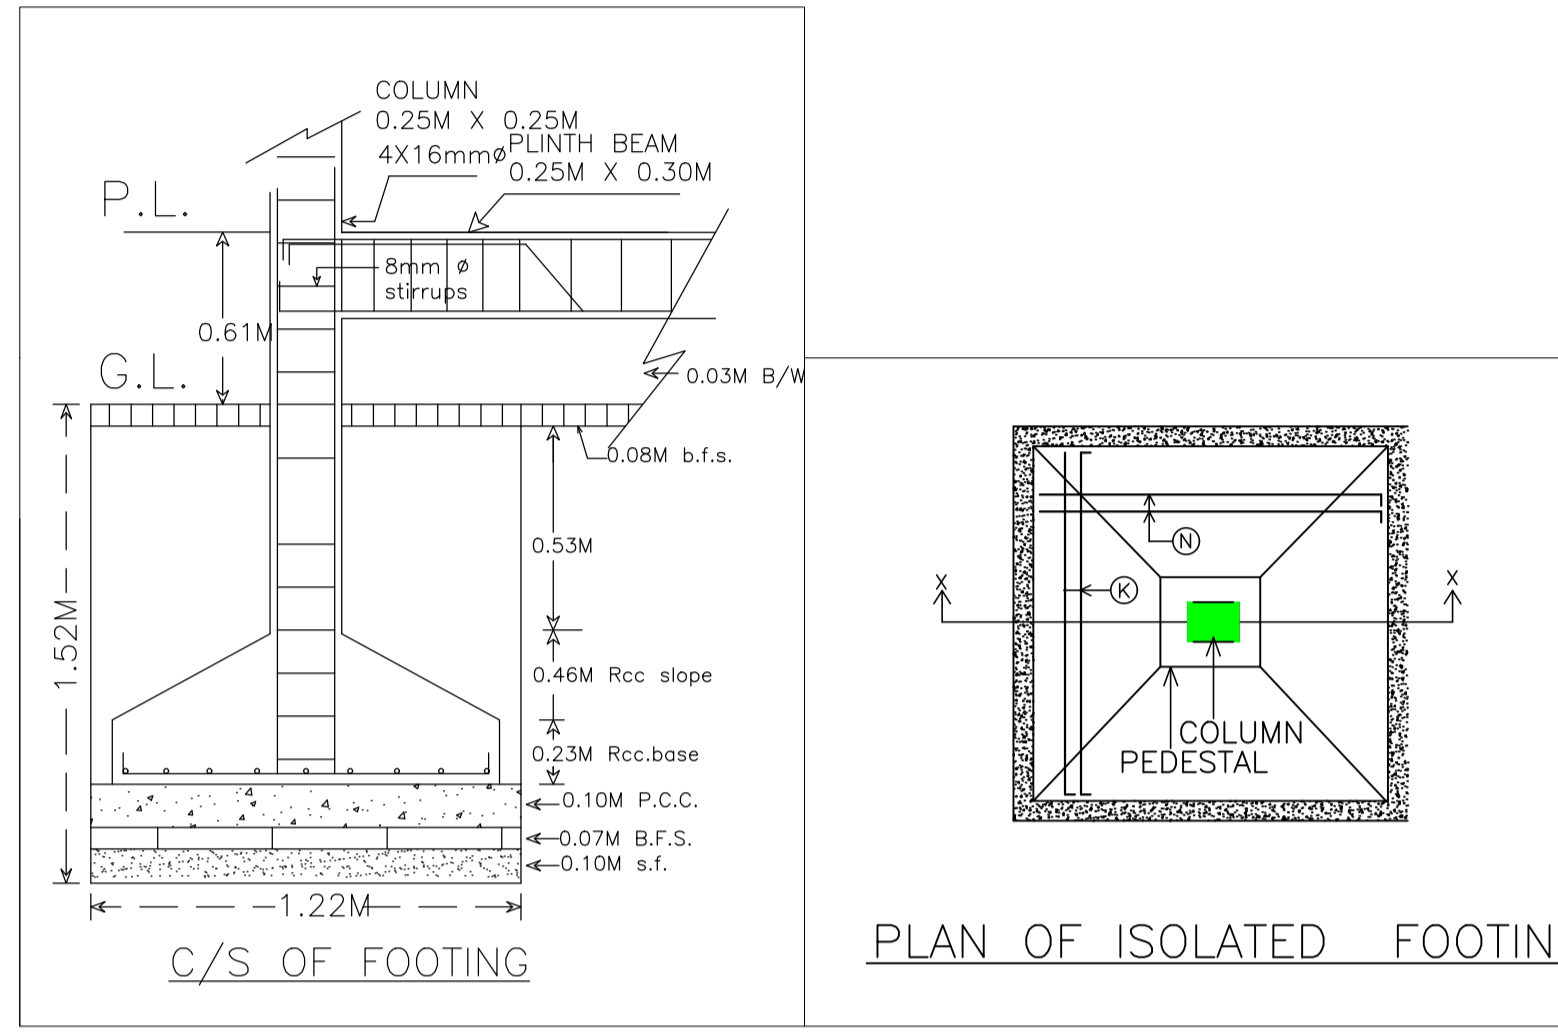 COLUMN
0.25M X 0.25M
4X16mmø
PLINTH BEAM
0.25M X 0.30M
P.L.
8mm ø
stirrups
0.61M
G.L.
0.03M B/W
0.08M b.f.s.
0.53M
1.52M
0.46M Rcc slope
0.23M Rcc.base
0.10M P.C.C.
0.07M B.F.S.
0.10M s.f.
1.22M
C/S OF FOOTING
N
K
X
X
COLUMN
PEDESTAL
PLAN OF ISOLATED FOOTIN